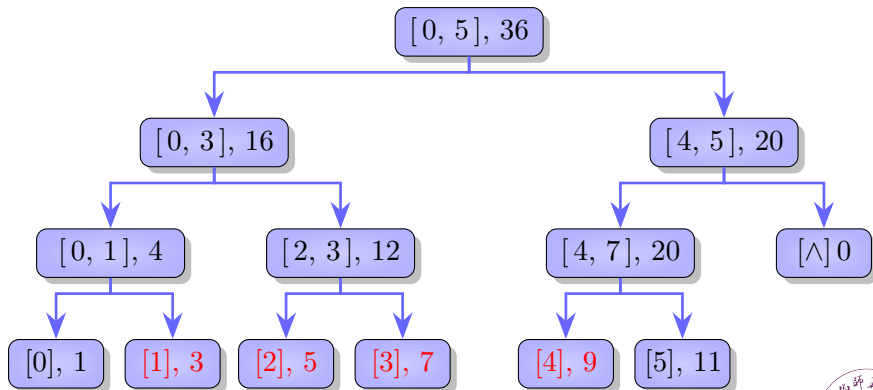 [0, 5], 36
[0, 3], 16
[4, 5], 20
[0, 1], 4
[2, 3], 12
[4, 7], 20
[∧] 0
[0], 1
[1], 3
[2], 5
[3], 7
[4], 9
[5], 11